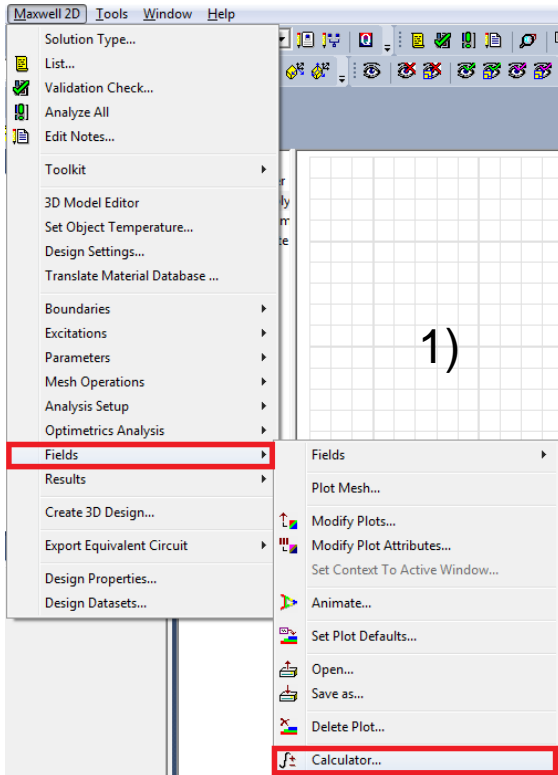 Maxwell 2D Tools Window Help
Solution Type...
List...
Validation Check...
Analyze All
Edit Notes...
Toolkit
3D Model Editor
Set Object Temperature...
Design Settings...
Translate Material Database ...
Boundaries
Excitations
Parameters
Mesh Operations
Analysis Setup
Optimetrics Analysis
Fields
Results
Create 3D Design...
Export Equivalent Circuit
Design Properties...
Design Datasets...
1)
Fields
Plot Mesh...
Modify Plots...
Modify Plot Attributes...
Set Context To Active Window...
Animate...
Set Plot Defaults...
Open...
Save as...
Delete Plot...
Calculator...